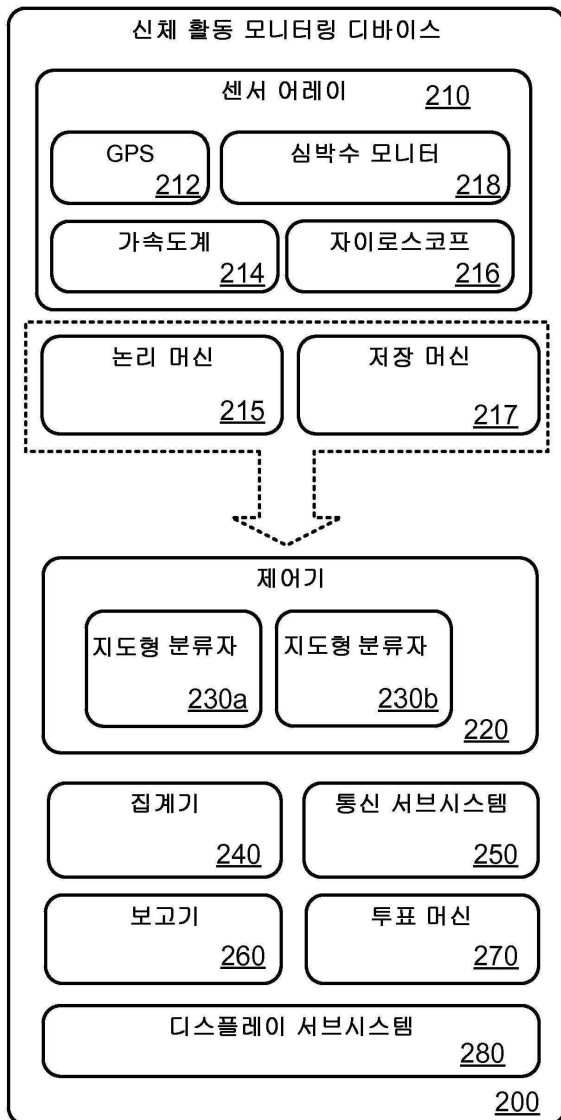 신체 활동 모니터링 디바이스
센서 어레이 210
GPS
212
심박수 모니터
218
가속도계
214
자이로스코프
216
논리 머신
215
저장 머신
217
제어기
지도형 분류자
230a
지도형 분류자
230b
220
집계기
240
통신 서브시스템
250
보고기
260
투표 머신
270
디스플레이 서브시스템
280
200